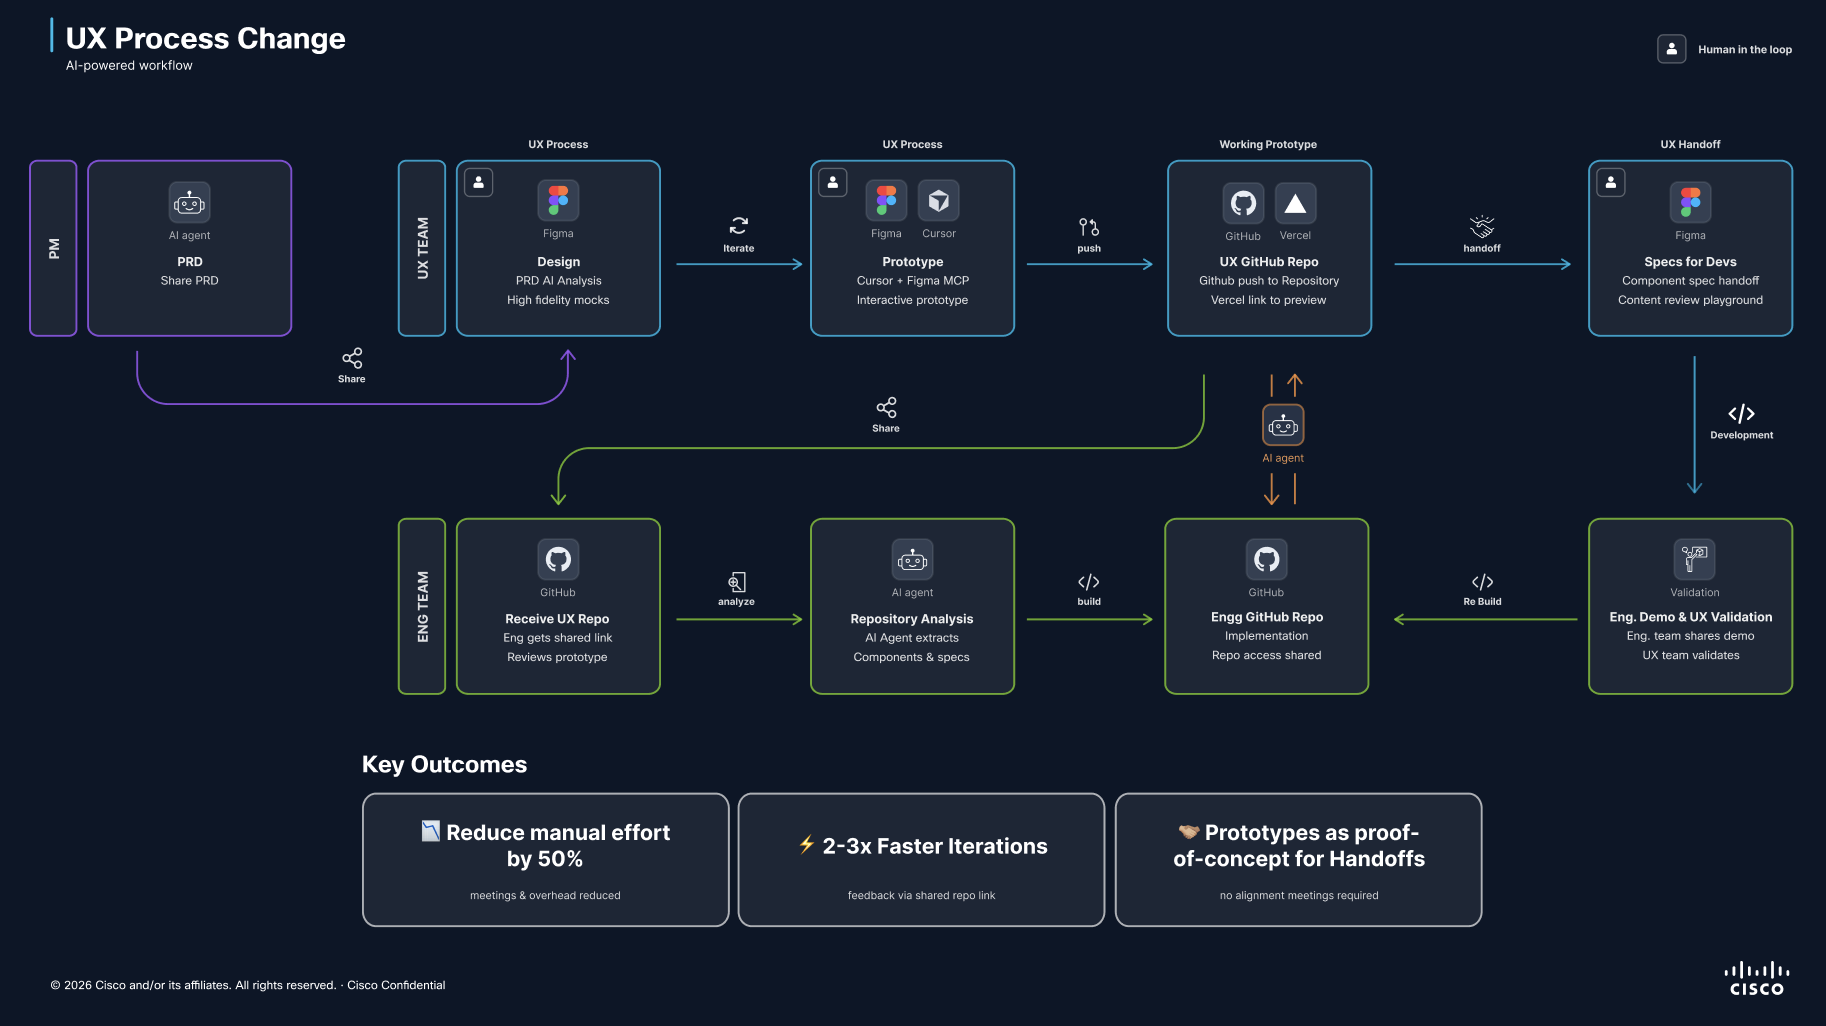 UX Process Change
AI-powered workflow
Human in the loop
PM
AI agent
PRD
Share PRD
Share
UX TEAM
UX Process
Figma
Design
PRD AI Analysis
High fidelity mocks
Iterate
UX Process
Figma
Cursor
Prototype
Cursor + Figma MCP
Interactive prototype
push
Working Prototype
GitHub
Vercel
UX GitHub Repo
Github push to Repository
Vercel link to preview
handoff
UX Handoff
Figma
Specs for Devs
Component spec handoff
Content review playground
Share
AI agent
Development
ENG TEAM
GitHub
Receive UX Repo
Eng gets shared link
Reviews prototype
analyze
AI agent
Repository Analysis
AI Agent extracts
Components & specs
build
GitHub
Engg GitHub Repo
Implementation
Repo access shared
Re Build
Validation
Eng. Demo & UX Validation
Eng. team shares demo
UX team validates
Key Outcomes
📉 Reduce manual effort
by 50%
meetings & overhead reduced
⚡ 2-3x Faster Iterations
feedback via shared repo link
🤝🏼 Prototypes as proof-
of-concept for Handoffs
no alignment meetings required
© 2026 Cisco and/or its affiliates. All rights reserved. · Cisco Confidential
CISCO